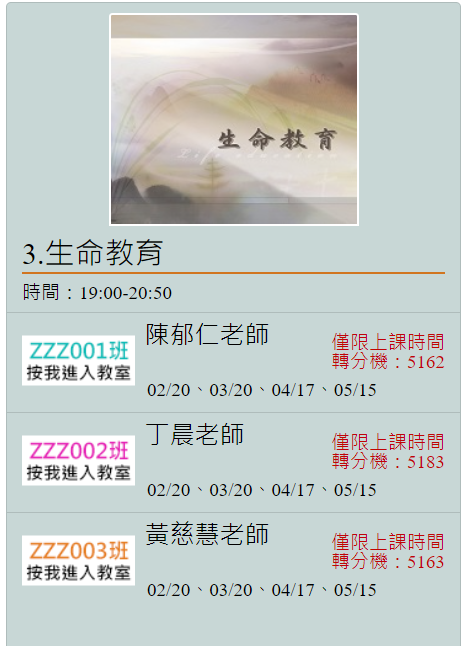 生命教育
3.生命教育
時間：19:00-20:50
ZZZ001班
按我進入教室
陳郁仁老師
僅限上課時間
轉分機：5162
02/20、03/20、04/17、05/15
ZZZ002班
按我進入教室
丁晨老師
僅限上課時間
轉分機：5183
02/20、03/20、04/17、05/15
ZZZ003班
按我進入教室
黃慈慧老師
僅限上課時間
轉分機：5163
02/20、03/20、04/17、05/15